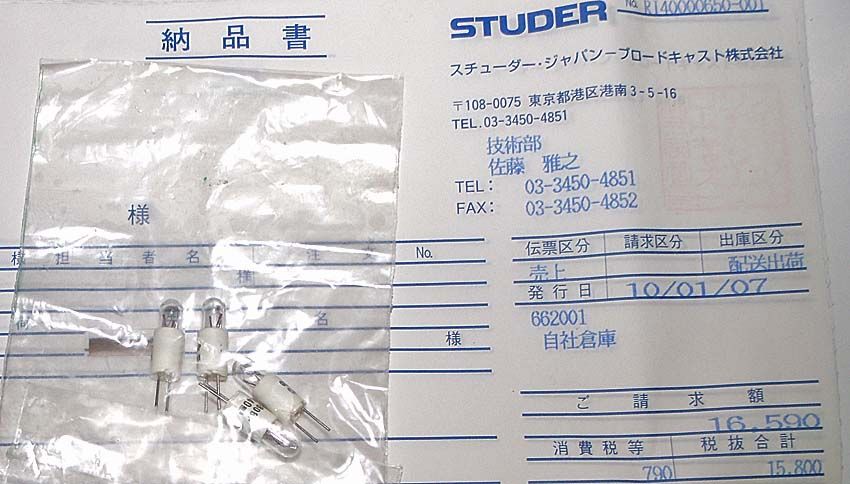 納品書
STUDER
No. R140000650-001
スチューダー・ジャパン−ブロードキャスト株式会社
〒108-0075 東京都港区港南3-5-16
TEL.03-3450-4851
技術部
佐藤 雅之
TEL: 03-3450-4851
FAX: 03-3450-4852
様
様 担当者名 注 No.
様
伝票区分 請求区分 出庫区分
売上 配送出荷
発行日 10/01/07
名
様
662001
自社倉庫
ご請求額
16,590
消費税等 税抜合計
790 15,800